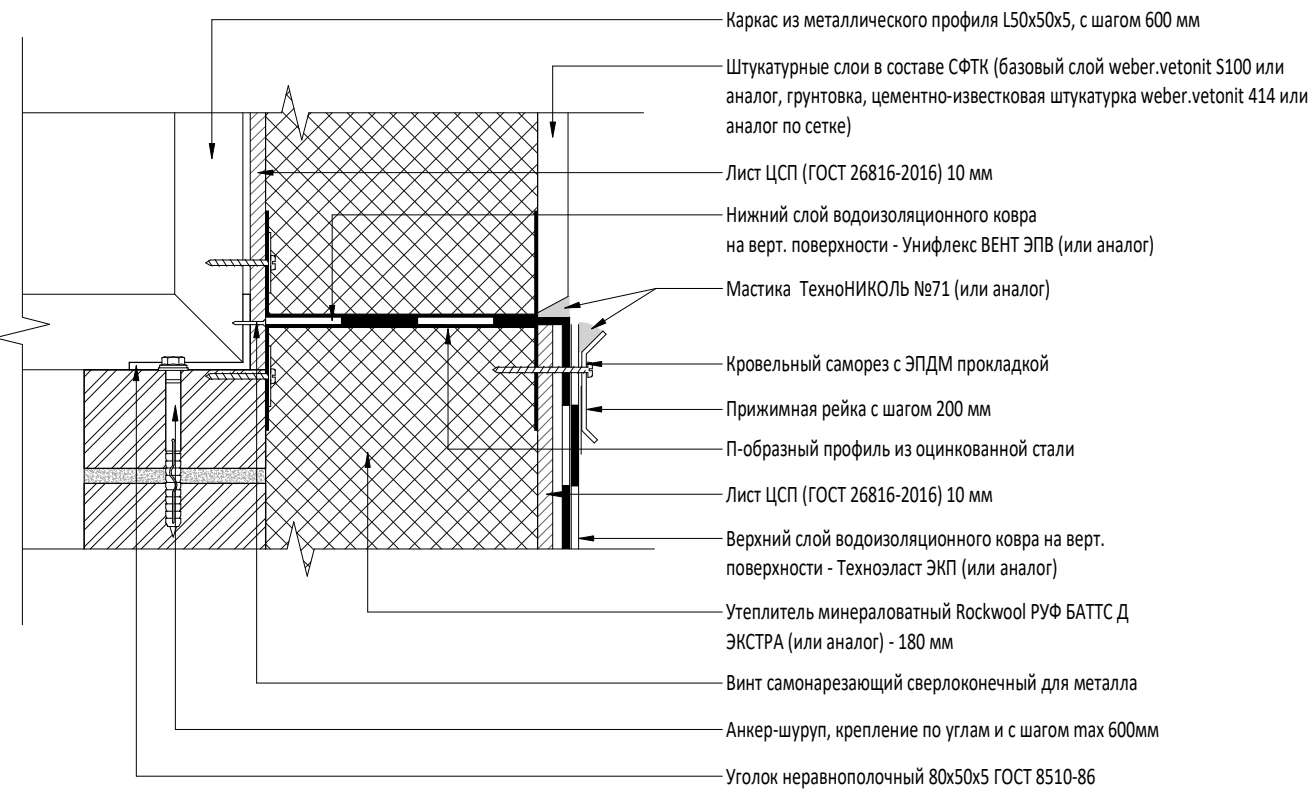 Каркас из металлического профиля L50x50x5, с шагом 600 мм
Штукатурные слои в составе СФТК (базовый слой weber.vetonit S100 или
аналог, грунтовка, цементно-известковая штукатурка weber.vetonit 414 или
аналог по сетке)
Лист ЦСП (ГОСТ 26816-2016) 10 мм
Нижний слой водоизоляционного ковра
на верт. поверхности - Унифлекс ВЕНТ ЭПВ (или аналог)
Мастика ТехноНИКОЛЬ №71 (или аналог)
Кровельный саморез с ЭПДМ прокладкой
Прижимная рейка с шагом 200 мм
П-образный профиль из оцинкованной стали
Лист ЦСП (ГОСТ 26816-2016) 10 мм
Верхний слой водоизоляционного ковра на верт.
поверхности - Техноэласт ЭКП (или аналог)
Утеплитель минераловатный Rockwool РУФ БАТТС Д
ЭКСТРА (или аналог) - 180 мм
Винт самонарезающий сверлоконечный для металла
Анкер-шуруп, крепление по углам и с шагом max 600мм
Уголок неравнополочный 80x50x5 ГОСТ 8510-86